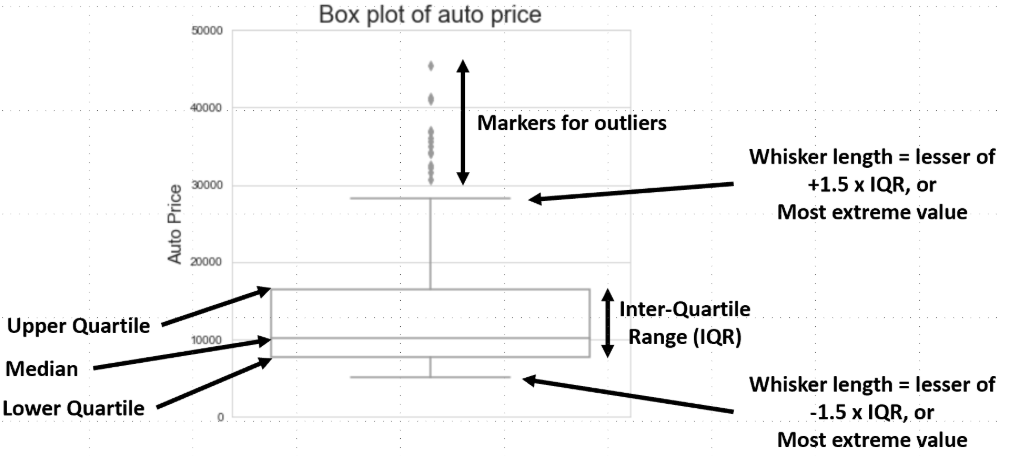 Box plot of auto price
50000
40000
Markers for outliers
Whisker length = lesser of
+1.5 x IQR, or
Most extreme value
30000
Auto Price
20000
Upper Quartile
Inter-Quartile
Range (IQR)
10000
Median
Lower Quartile
Whisker length = lesser of
-1.5 x IQR, or
Most extreme value
0